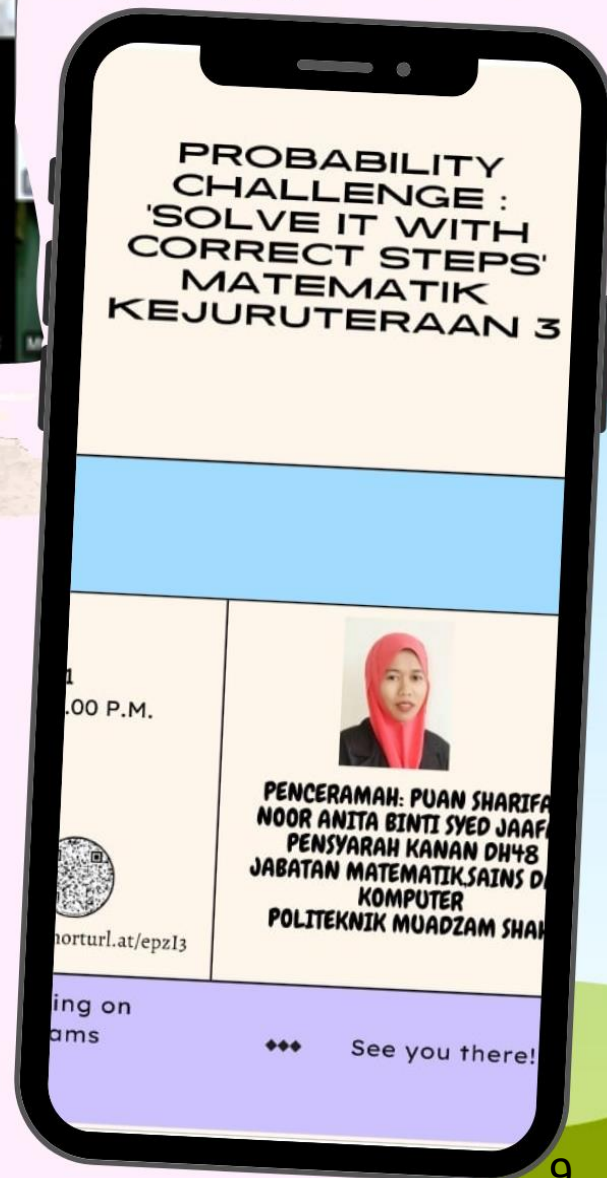 PROBABILITY
CHALLENGE :
'SOLVE IT WITH
CORRECT STEPS'
MATEMATIK
KEJURUTERAAN 3
1
.00 P.M.
horturl.at/epzI3
PENCERAMAH: PUAN SHARIFA
NOOR ANITA BINTI SYED JAAF
PENSYARAH KANAN DH48
JABATAN MATEMATIK,SAINS D
KOMPUTER
POLITEKNIK MUADZAM SHAH
ing on
ams
See you there!
9